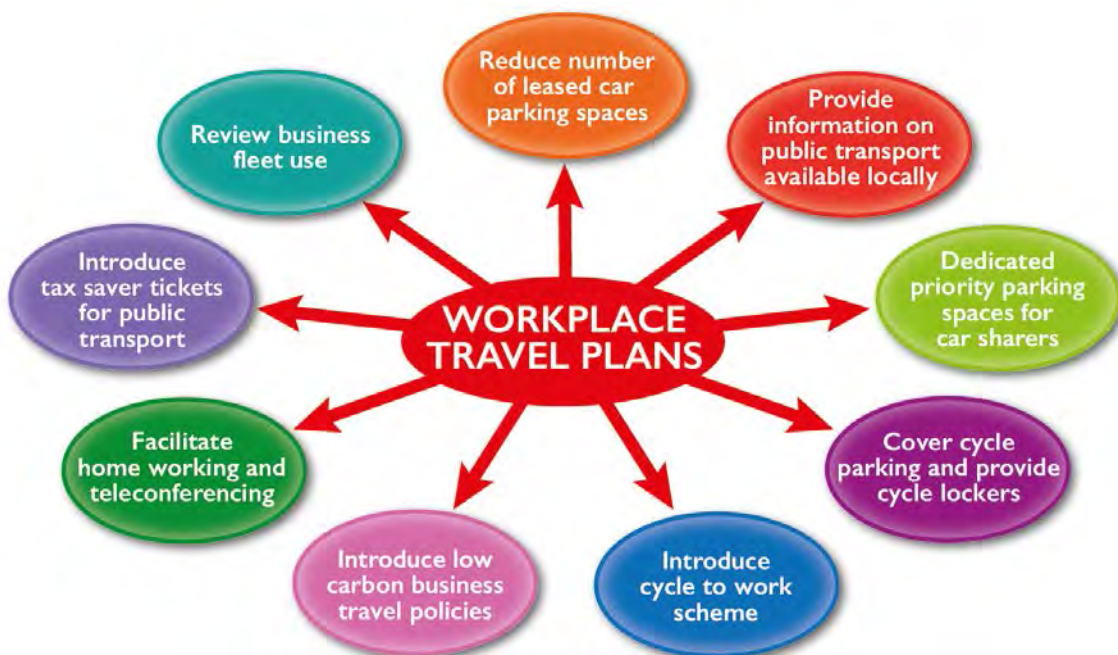 Reduce number
of leased car
parking spaces
Provide
information on
public transport
available locally
Dedicated
priority parking
spaces for
car sharers
Cover cycle
parking and provide
cycle lockers
Introduce
cycle to work
scheme
Introduce low
carbon business
travel policies
Facilitate
home working and
teleconferencing
Introduce
tax saver tickets
for public
transport
Review business
fleet use
WORKPLACE
TRAVEL PLANS